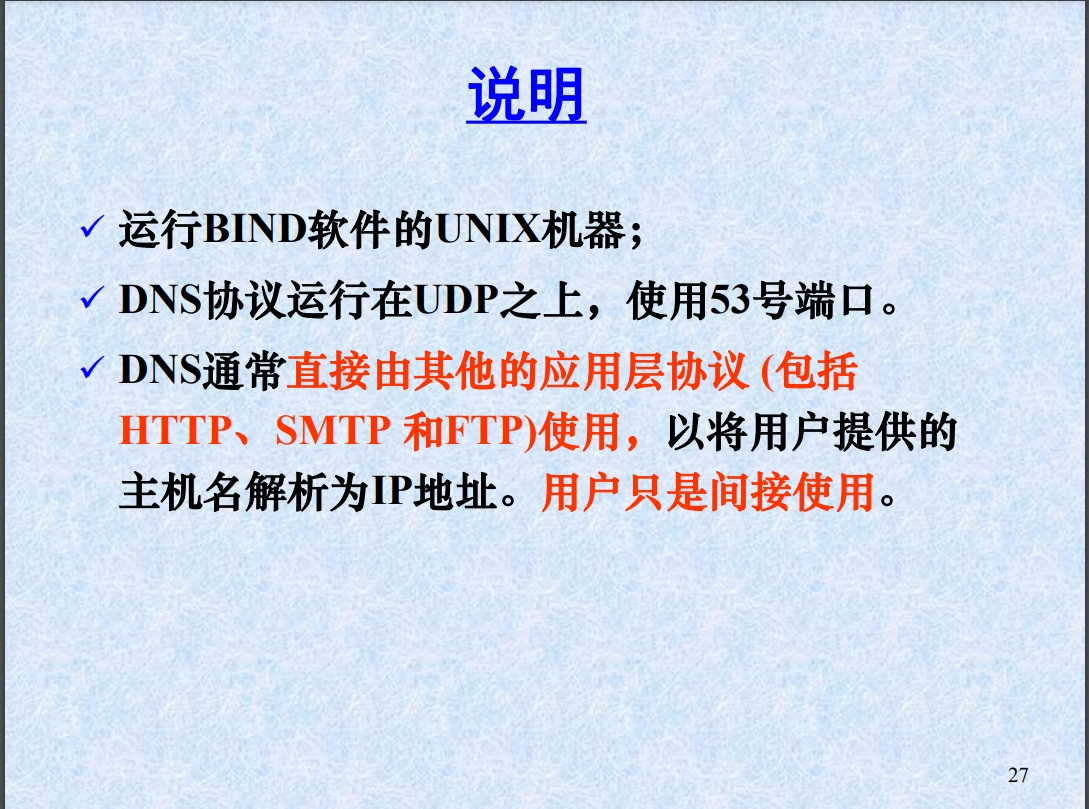 说明
运行BIND软件的UNIX机器；
DNS协议运行在UDP之上，使用53号端口。
DNS通常直接由其他的应用层协议 (包括
HTTP、SMTP 和FTP)使用，以将用户提供的
主机名解析为IP地址。用户只是间接使用。
27